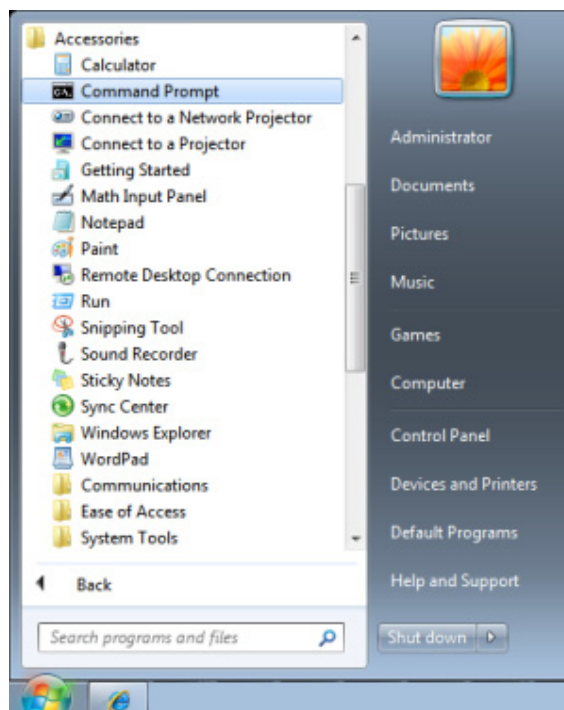 Accessories
Calculator
Command Prompt
Connect to a Network Projector
Connect to a Projector
Getting Started
Math Input Panel
Notepad
Paint
Remote Desktop Connection
Run
Snipping Tool
Sound Recorder
Sticky Notes
Sync Center
Windows Explorer
WordPad
Communications
Ease of Access
System Tools
Back
Search programs and files
Administrator
Documents
Pictures
Music
Games
Computer
Control Panel
Devices and Printers
Default Programs
Help and Support
Shut down